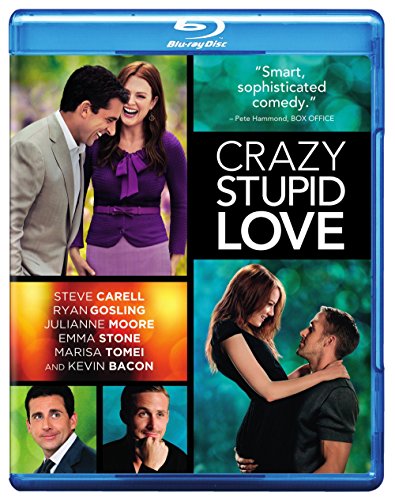 Blu-ray Disc
"Smart,
sophisticated
comedy."
– Pete Hammond, BOX OFFICE
CRAZY
STUPID
LOVE
STEVE CARELL
RYAN GOSLING
JULIANNE MOORE
EMMA STONE
MARISA TOMEI
AND KEVIN BACON